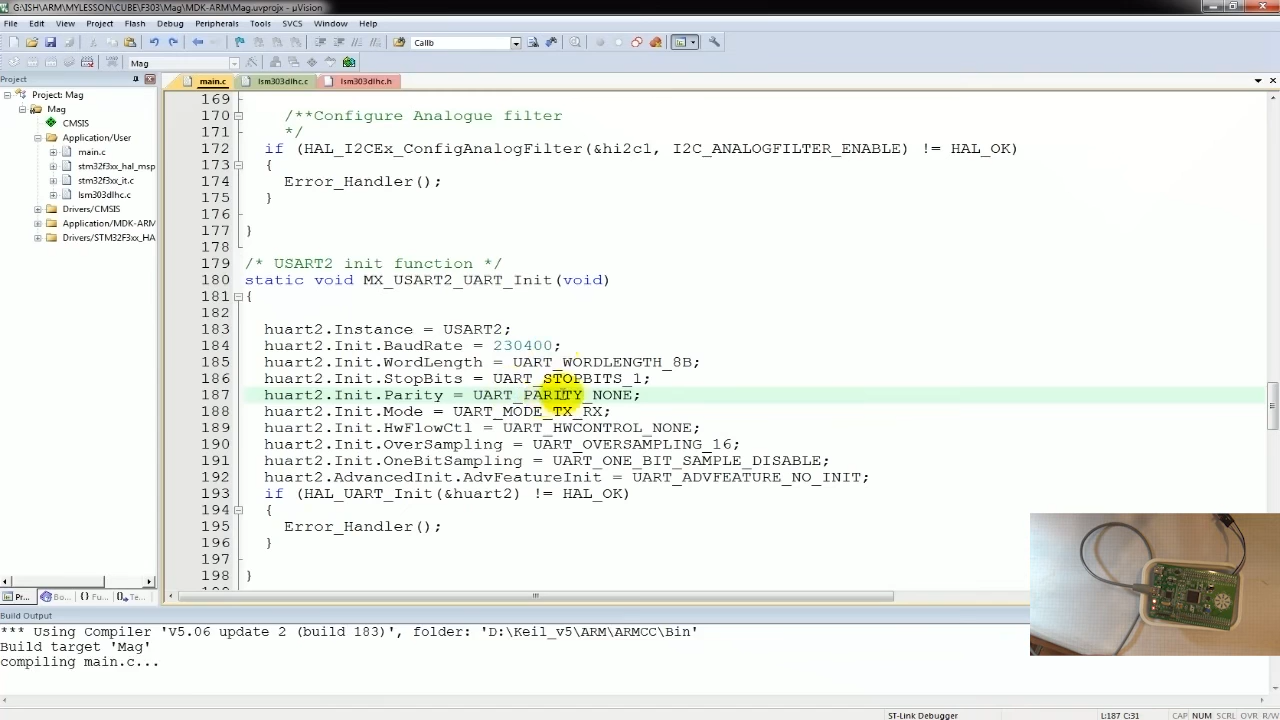 G:\ISH\ARM\MYLESSON\CUBE\F303\Mag\MDK-ARM\Mag.uvprojx - µVision
File Edit View Project Flash Debug Peripherals Tools SVCS Window Help
Callb
Mag
Project
main.c
lsm303dlhc.c
lsm303dlhc.h
Project: Mag
Mag
CMSIS
Application/User
main.c
stm32f3xx_hal_msp
stm32f3xx_it.c
lsm303dlhc.c
Drivers/CMSIS
Application/MDK-ARM
Drivers/STM32F3xx_HA
169
170 /**Configure Analogue filter
171 */
172 if (HAL_I2CEx_ConfigAnalogFilter(&hi2c1, I2C_ANALOGFILTER_ENABLE) != HAL_OK)
173 {
174 Error_Handler();
175 }
176
177 }
178
179 /* USART2 init function */
180 static void MX_USART2_UART_Init(void)
181 {
182
183 huart2.Instance = USART2;
184 huart2.Init.BaudRate = 230400;
185 huart2.Init.WordLength = UART_WORDLENGTH_8B;
186 huart2.Init.StopBits = UART_STOPBITS_1;
187 huart2.Init.Parity = UART_PARITY_NONE;
188 huart2.Init.Mode = UART_MODE_TX_RX;
189 huart2.Init.HwFlowCtl = UART_HWCONTROL_NONE;
190 huart2.Init.OverSampling = UART_OVERSAMPLING_16;
191 huart2.Init.OneBitSampling = UART_ONE_BIT_SAMPLE_DISABLE;
192 huart2.AdvancedInit.AdvFeatureInit = UART_ADVFEATURE_NO_INIT;
193 if (HAL_UART_Init(&huart2) != HAL_OK)
194 {
195 Error_Handler();
196 }
197
198 }
Pr... Bo... {} Fu... Te...
Build Output
*** Using Compiler 'V5.06 update 2 (build 183)', folder: 'D:\Keil_v5\ARM\ARMCC\Bin'
Build target 'Mag'
compiling main.c...
ST-Link Debugger L:187 C:31 CAP NUM SCRL OVR R/W